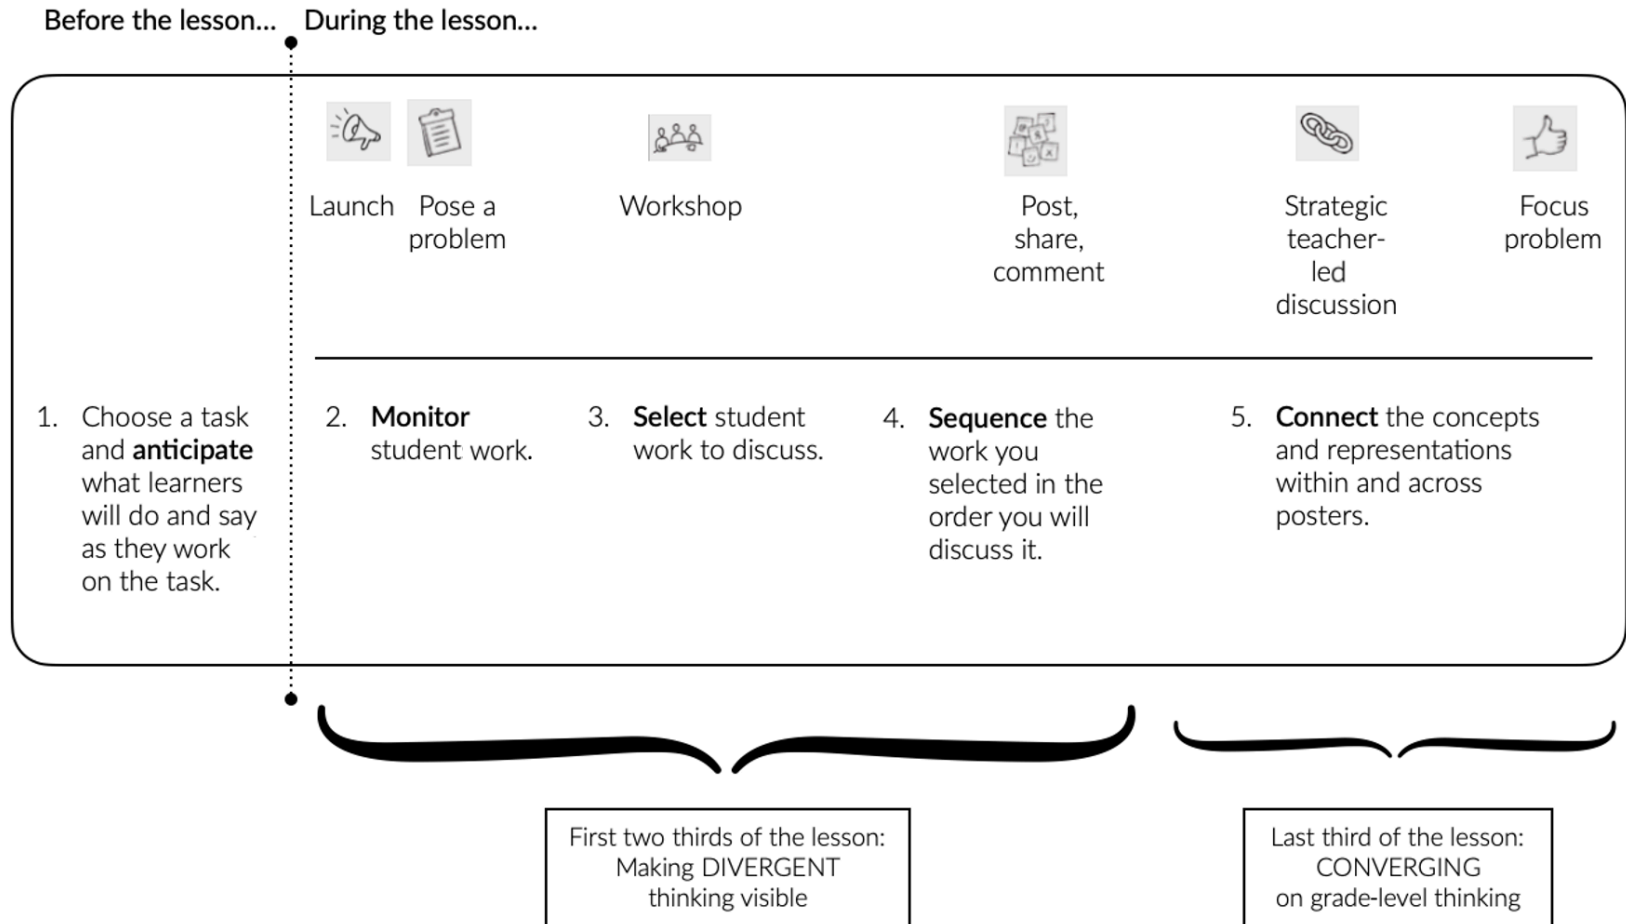 Before the lesson...
During the lesson...
Launch
Pose a
problem
Workshop
Post,
share,
comment
Strategic
teacher-
led
discussion
Focus
problem
1. Choose a task
and anticipate
what learners
will do and say
as they work
on the task.
2. Monitor
student work.
3. Select student
work to discuss.
4. Sequence the
work you
selected in the
order you will
discuss it.
5. Connect the concepts
and representations
within and across
posters.
First two thirds of the lesson:
Making DIVERGENT
thinking visible
Last third of the lesson:
CONVERGING
on grade-level thinking